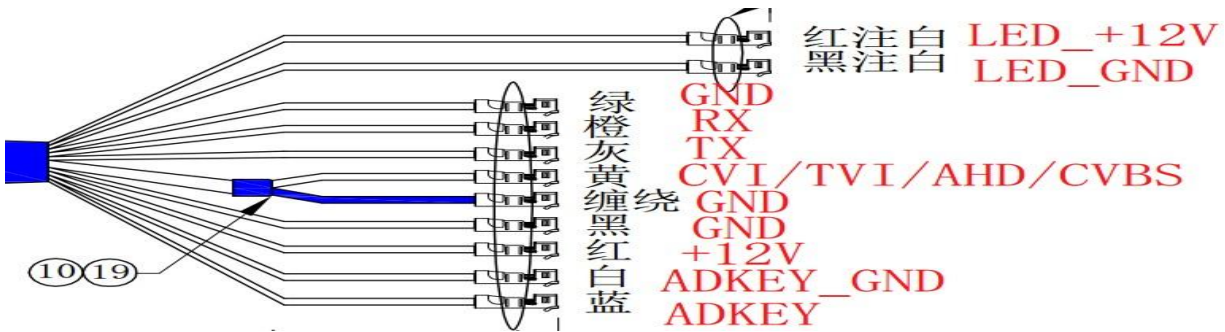 红注白 LED_+12V
黑注白 LED_GND
绿 GND
橙 RX
灰 TX
黄 CVI/TVI/AHD/CVBS
缠绕 GND
黑 GND
红 +12V
白 ADKEY_GND
蓝 ADKEY
10 19